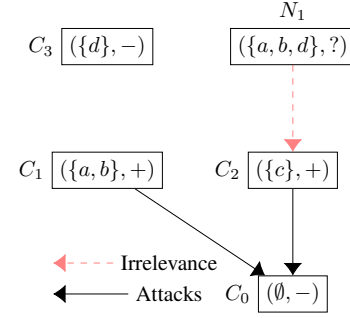 N₁
C₃ ({d}, −) ({a, b, d}, ?)
C₁ ({a, b}, +) C₂ ({c}, +)
Irrelevance
Attacks
C₀ (∅, −)